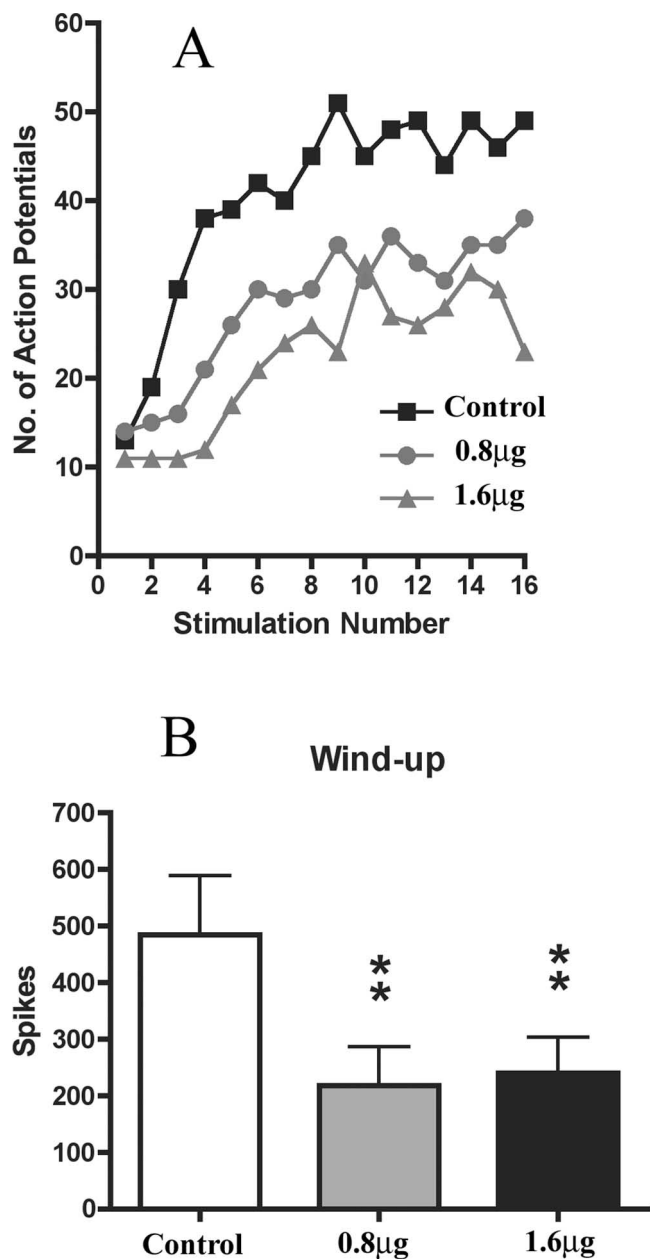 A
60
50
40
30
20
10
0
No. of Action Potentials
Control
0.8µg
1.6µg
0 2 4 6 8 10 12 14 16
Stimulation Number
B
Wind-up
700
600
500
400
300
200
100
0
Spikes
**
**
Control 0.8µg 1.6µg